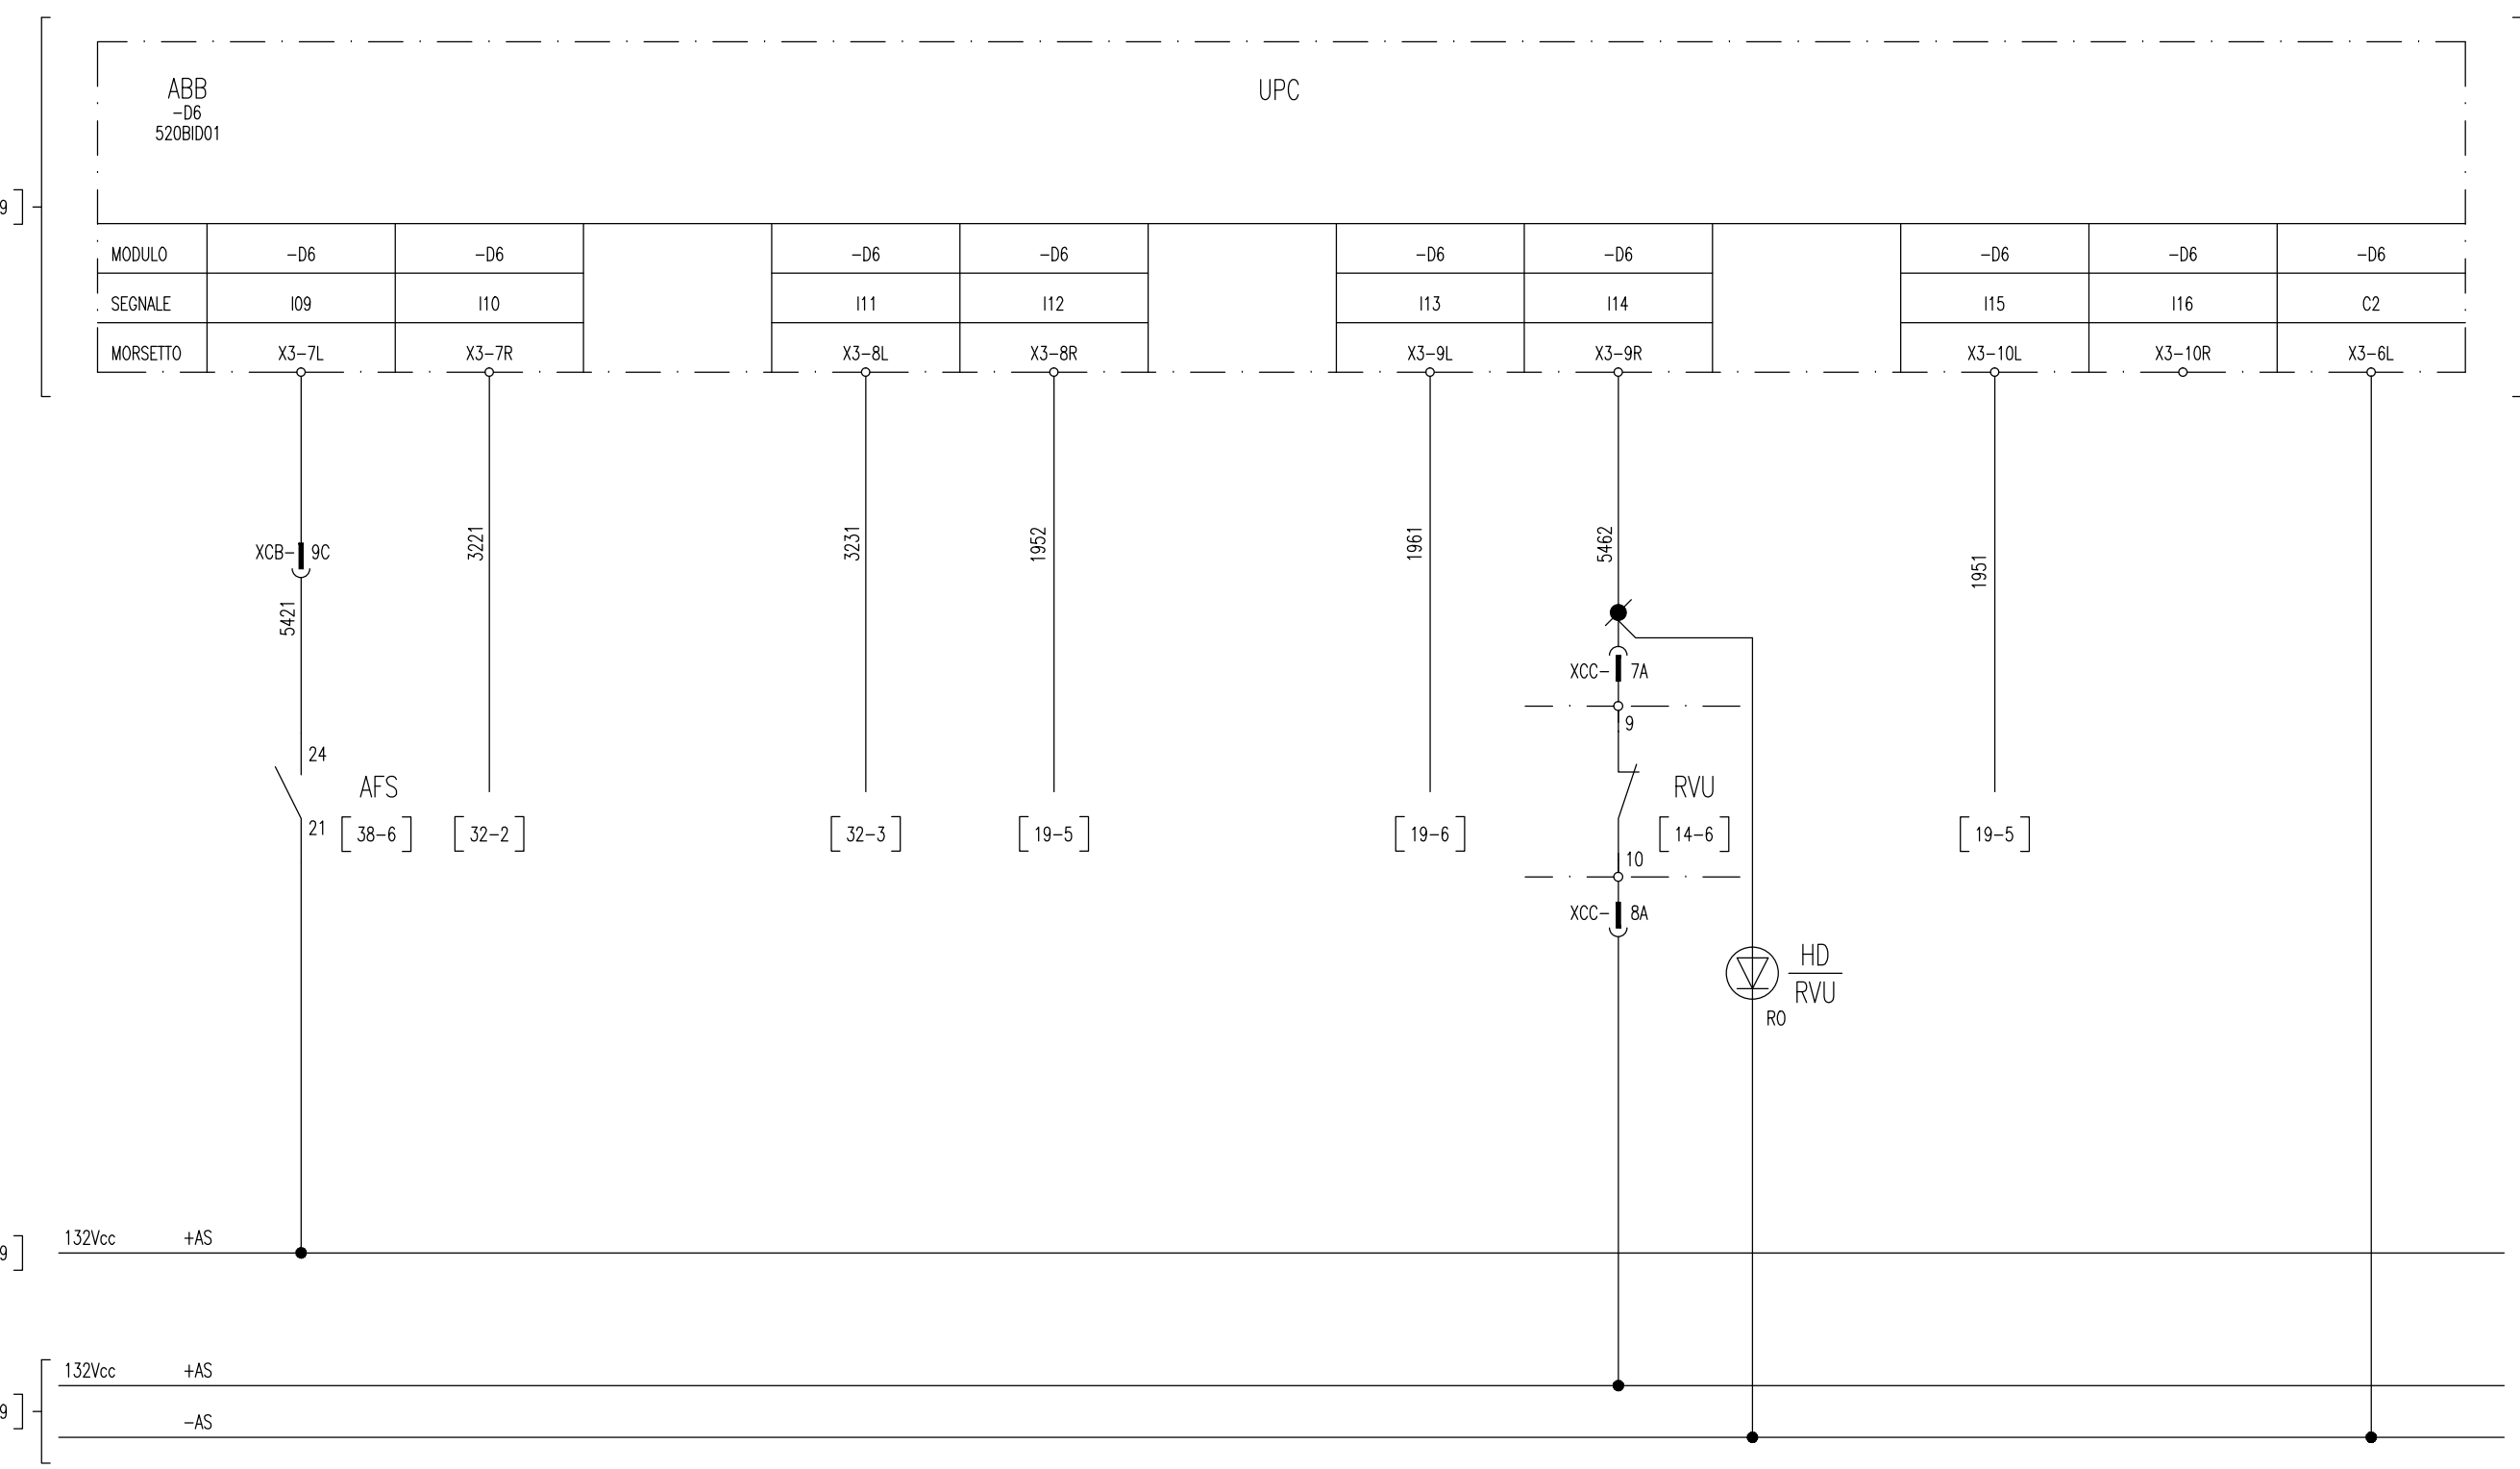 ABB
-D6
520BID01
UPC
9
MODULO -D6 -D6 -D6 -D6 -D6 -D6 -D6 -D6 -D6
SEGNALE I09 I10 I11 I12 I13 I14 I15 I16 C2
MORSETTO X3-7L X3-7R X3-8L X3-8R X3-9L X3-9R X3-10L X3-10R X3-6L
XCB- 9C
3221
3231
1952
1961
5462
1951
5421
XCC- 7A
9
24
AFS
RVU
21
[38-6] [32-2] [32-3] [19-5] [19-6] [14-6] [19-5]
10
XCC- 8A
HD
RVU
RO
9] 132Vcc +AS
132Vcc +AS
9]
-AS